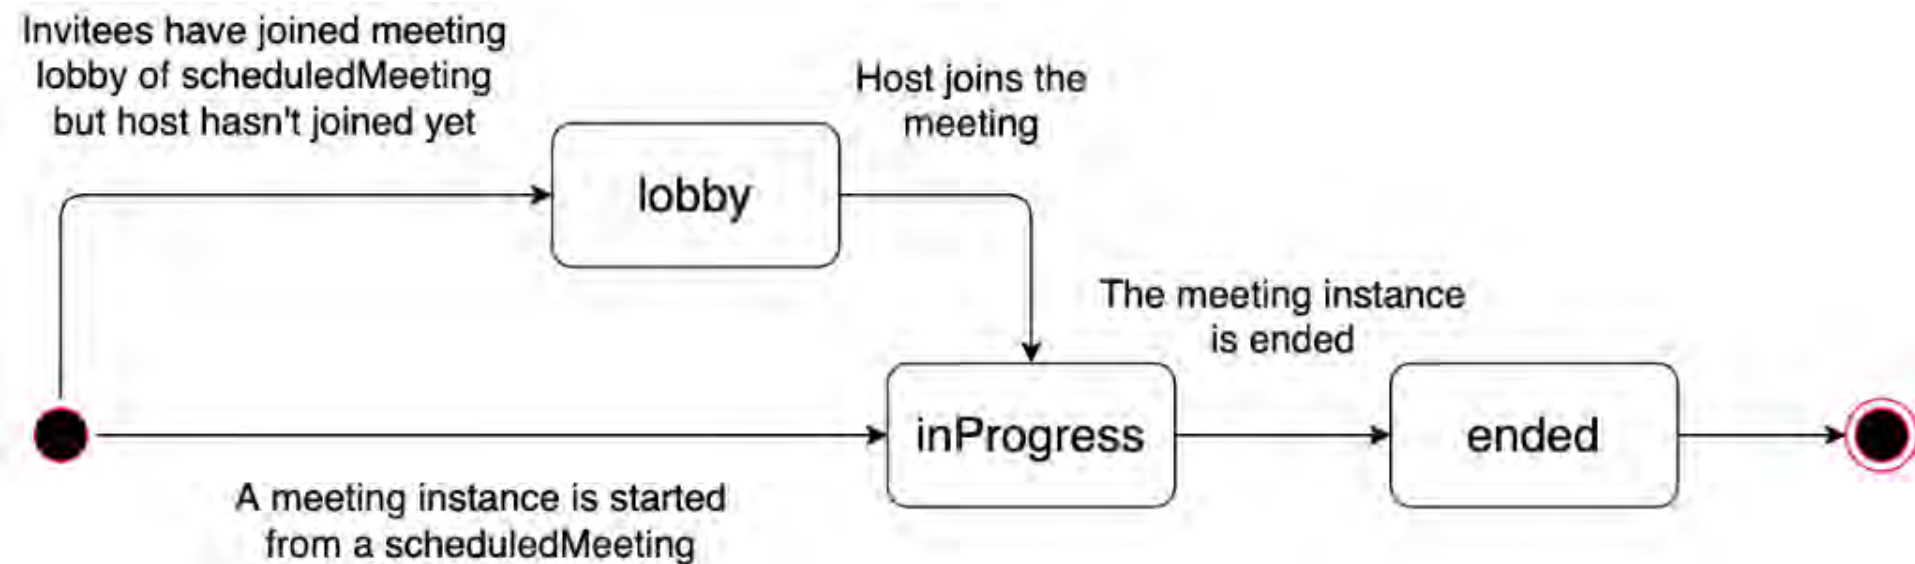 Invitees have joined meeting
lobby of scheduledMeeting
but host hasn't joined yet
Host joins the
meeting
lobby
The meeting instance
is ended
inProgress
ended
A meeting instance is started
from a scheduledMeeting